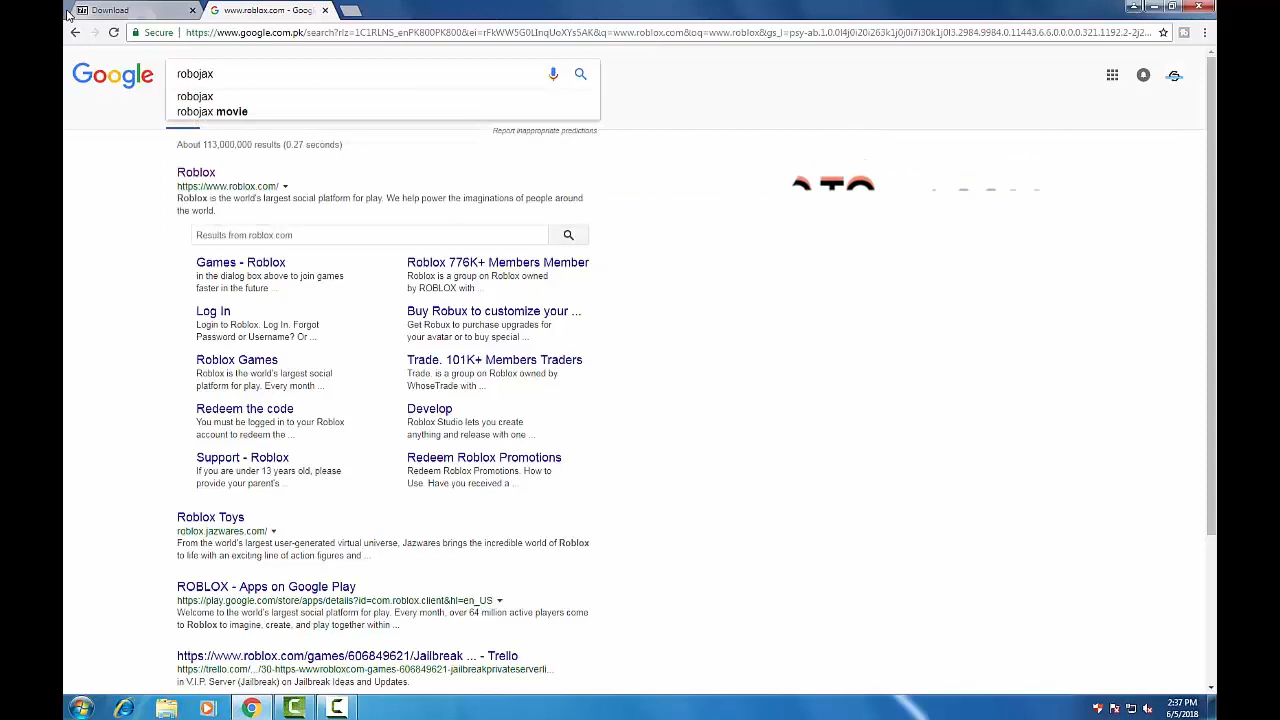 Download
www.roblox.com - Googl
Secure
https://www.google.com.pk/search?rlz=1C1RLNS_enPK800PK800&ei=rFkWW5G0LInqUoXYs5AK&q=www.roblox.com&oq=www.roblox&gs_l=psy-ab.1.0.0l4j0i20i263k1j0j0i7i30k1j0l3.2984.9984.0.11443.6.6.0.0.0.0.321.1192.2-2j2...
Google
robojax
robojax
robojax movie
Report inappropriate predictions
About 113,000,000 results (0.27 seconds)
Roblox
https://www.roblox.com/
Roblox is the world's largest social platform for play. We help power the imaginations of people around
the world.
Results from roblox.com
Games - Roblox
in the dialog box above to join games
faster in the future ...
Roblox 776K+ Members Member
Roblox is a group on Roblox owned
by ROBLOX with ...
Log In
Login to Roblox. Log In. Forgot
Password or Username? Or ...
Buy Robux to customize your ...
Get Robux to purchase upgrades for
your avatar or to buy special ...
Roblox Games
Roblox is the world's largest social
platform for play. Every month ...
Trade. 101K+ Members Traders
Trade. is a group on Roblox owned by
WhoseTrade with ...
Redeem the code
You must be logged in to your Roblox
account to redeem the ...
Develop
Roblox Studio lets you create
anything and release with one ...
Support - Roblox
If you are under 13 years old, please
provide your parent's ...
Redeem Roblox Promotions
Redeem Roblox Promotions. How to
Use. Have you received a ...
Roblox Toys
roblox.jazwares.com/
From the world's largest user-generated virtual universe, Jazwares brings the incredible world of Roblox
to life with an exciting line of action figures and ...
ROBLOX - Apps on Google Play
https://play.google.com/store/apps/details?id=com.roblox.client&hl=en_US
Welcome to the world's largest social platform for play. Every month, over 64 million active players come
to Roblox to imagine, create, and play together within ...
https://www.roblox.com/games/606849621/Jailbreak ... - Trello
https://trello.com/.../30-https-wwwrobloxcom-games-606849621-jailbreakprivateserverli...
in V.I.P. Server (Jailbreak) on Jailbreak Ideas and Updates.
2:37 PM
6/5/2018